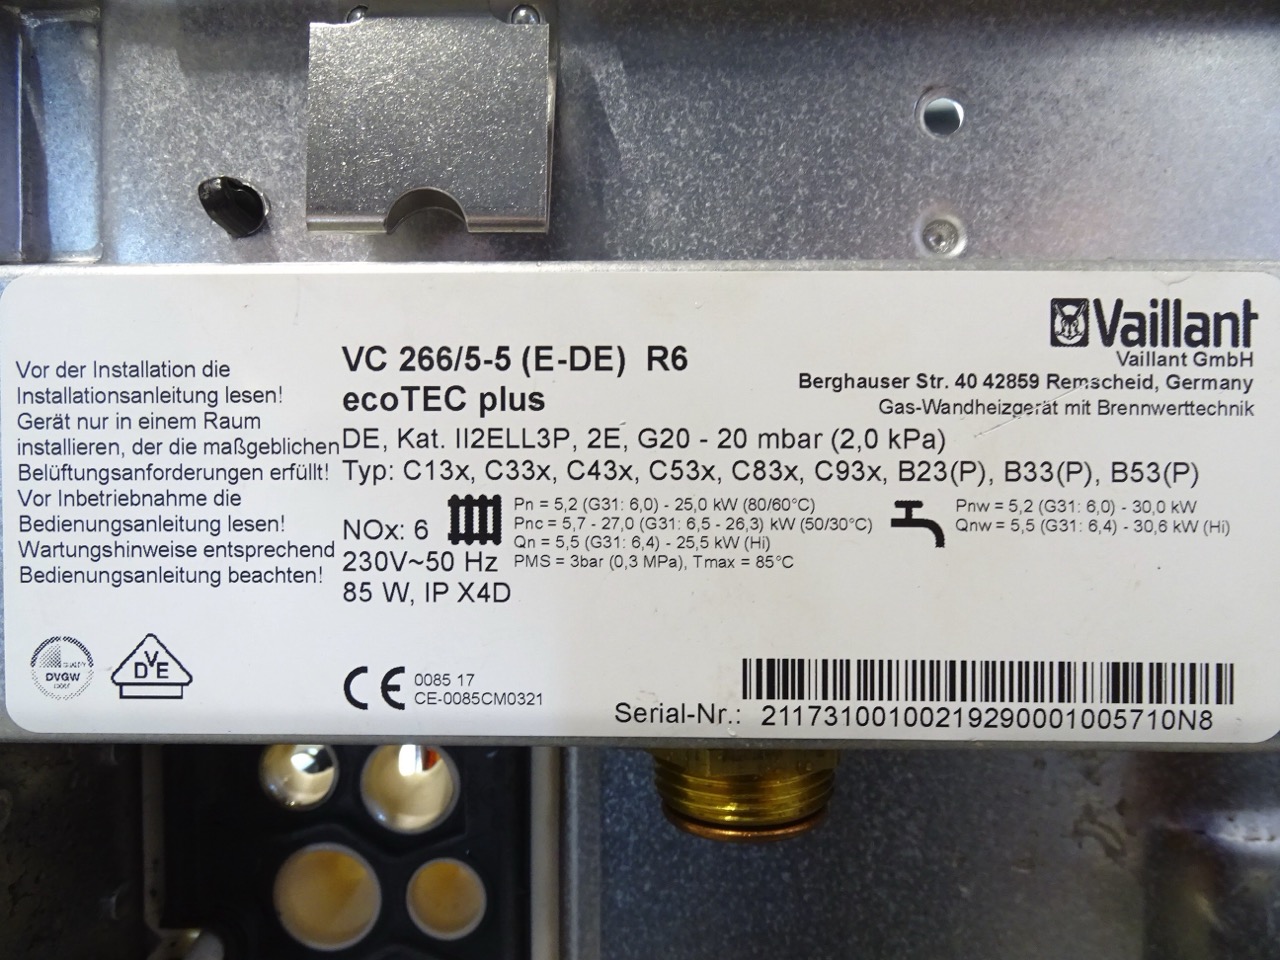 Vaillant
Vaillant GmbH
Berghauser Str. 40 42859 Remscheid, Germany
Gas-Wandheizgerät mit Brennwerttechnik
VC 266/5-5 (E-DE) R6
ecoTEC plus
Vor der Installation die
Installationsanleitung lesen!
Gerät nur in einem Raum
installieren, der die maßgeblichen
Belüftungsanforderungen erfüllt!
Vor Inbetriebnahme die
Bedienungsanleitung lesen!
Wartungshinweise entsprechend
Bedienungsanleitung beachten!
DE, Kat. II2ELL3P, 2E, G20 - 20 mbar (2,0 kPa)
Typ: C13x, C33x, C43x, C53x, C83x, C93x, B23(P), B33(P), B53(P)
NOx: 6
230V~50 Hz
85 W, IP X4D
Pn = 5,2 (G31: 6,0) - 25,0 kW (80/60°C)
Pnc = 5,7 - 27,0 (G31: 6,5 - 26,3) kW (50/30°C)
Qn = 5,5 (G31: 6,4) - 25,5 kW (Hi)
PMS = 3bar (0,3 MPa), Tmax = 85°C
Pnw = 5,2 (G31: 6,0) - 30,0 kW
Qnw = 5,5 (G31: 6,4) - 30,6 kW (Hi)
DVGW
DVE
CE 0085 17
CE-0085CM0321
Serial-Nr.: 21173100100219290001005710N8